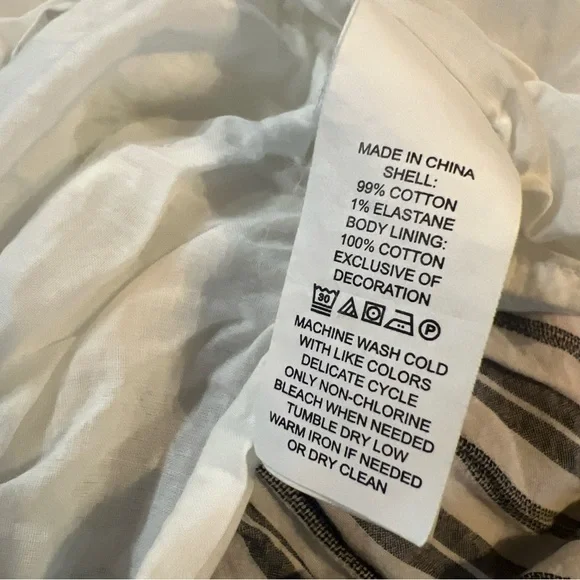 MADE IN CHINA
SHELL:
99% COTTON
1% ELASTANE
BODY LINING:
100% COTTON
EXCLUSIVE OF
DECORATION
30 P
MACHINE WASH COLD
WITH LIKE COLORS
DELICATE CYCLE
ONLY NON-CHLORINE
BLEACH WHEN NEEDED
TUMBLE DRY LOW
WARM IRON IF NEEDED
OR DRY CLEAN